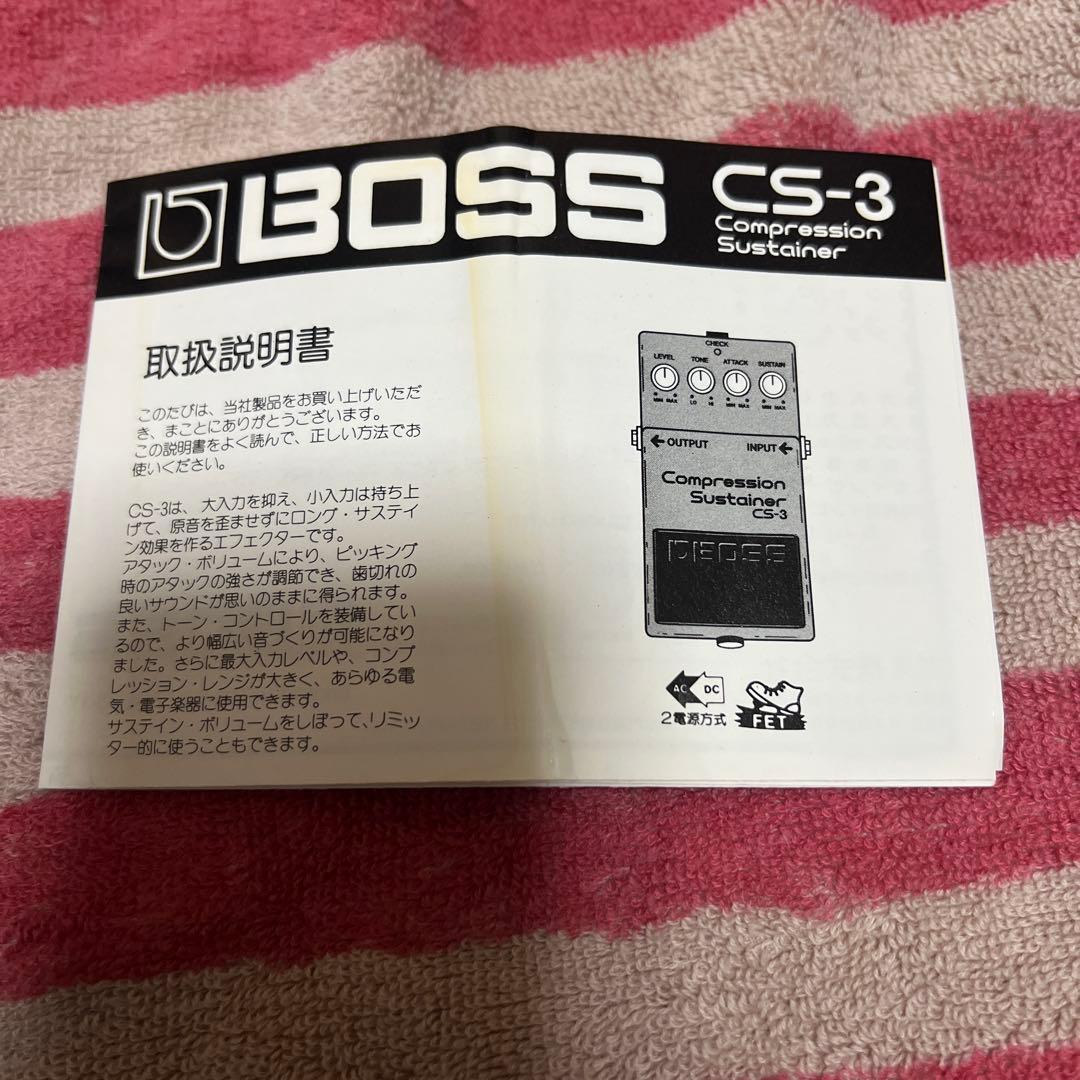 BOSS CS-3
Compression
Sustainer
取扱説明書
このたびは、当社製品をお買い上げいただ
き、まことにありがとうございます。
この説明書をよく読んで、正しい方法でお
使いください。
CS-3は、大入力を抑え、小入力は持ち上
げて、原音を歪ませずにロング・サステイ
ン効果を作るエフェクターです。
アタック・ボリュームにより、ピッキング
時のアタックの強さが調節でき、歯切れの
良いサウンドが思いのままに得られます。
また、トーン・コントロールを装備してい
るので、より幅広い音づくりが可能になり
ました。さらに最大入力レベルや、コンプ
レッション・レンジが大きく、あらゆる電
気・電子楽器に使用できます。
サステイン・ボリュームをしぼって、リミッ
ター的に使うこともできます。
CHECK
LEVEL TONE ATTACK SUSTAIN
MIN MAX LO HI MIN MAX MIN MAX
←OUTPUT INPUT←
Compression
Sustainer
CS-3
BOSS
AC DC
2電源方式
FET